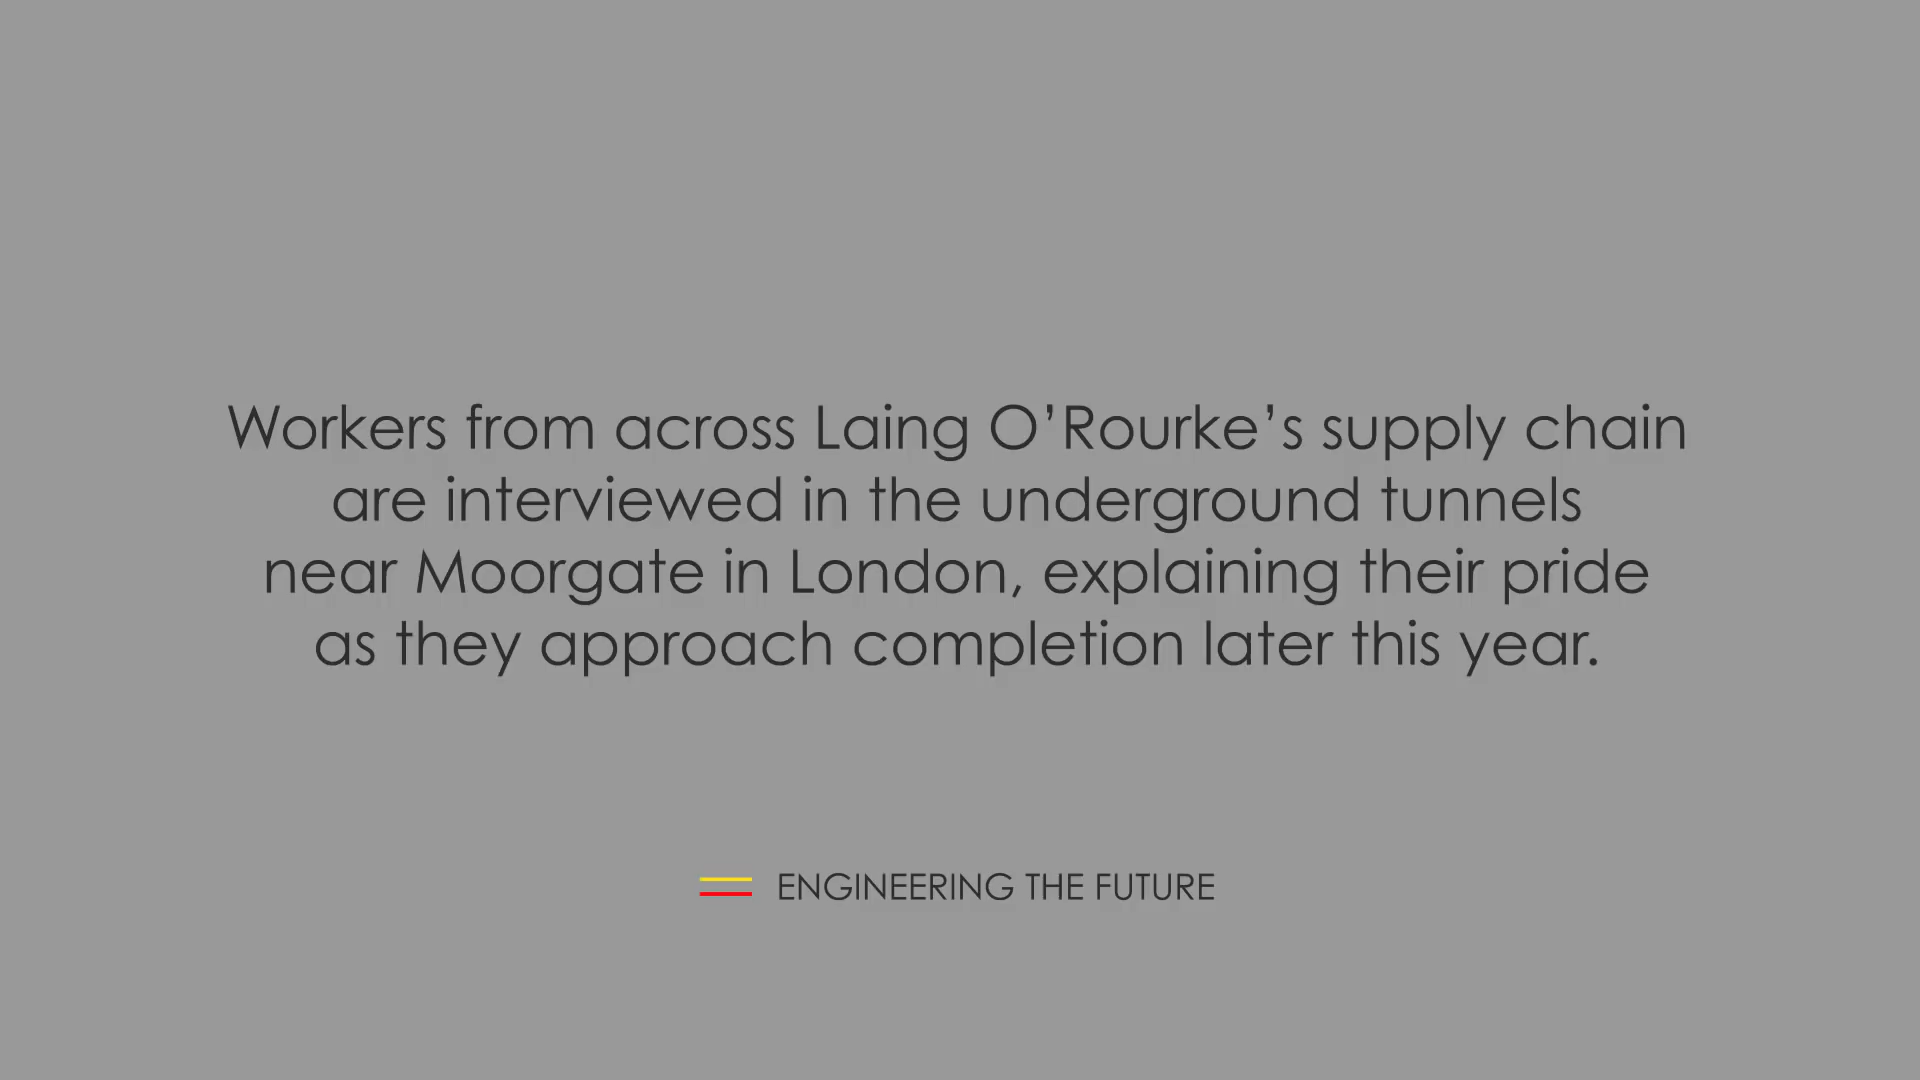 Workers from across Laing O’Rourke’s supply chain
are interviewed in the underground tunnels
near Moorgate in London, explaining their pride
as they approach completion later this year.
ENGINEERING THE FUTURE